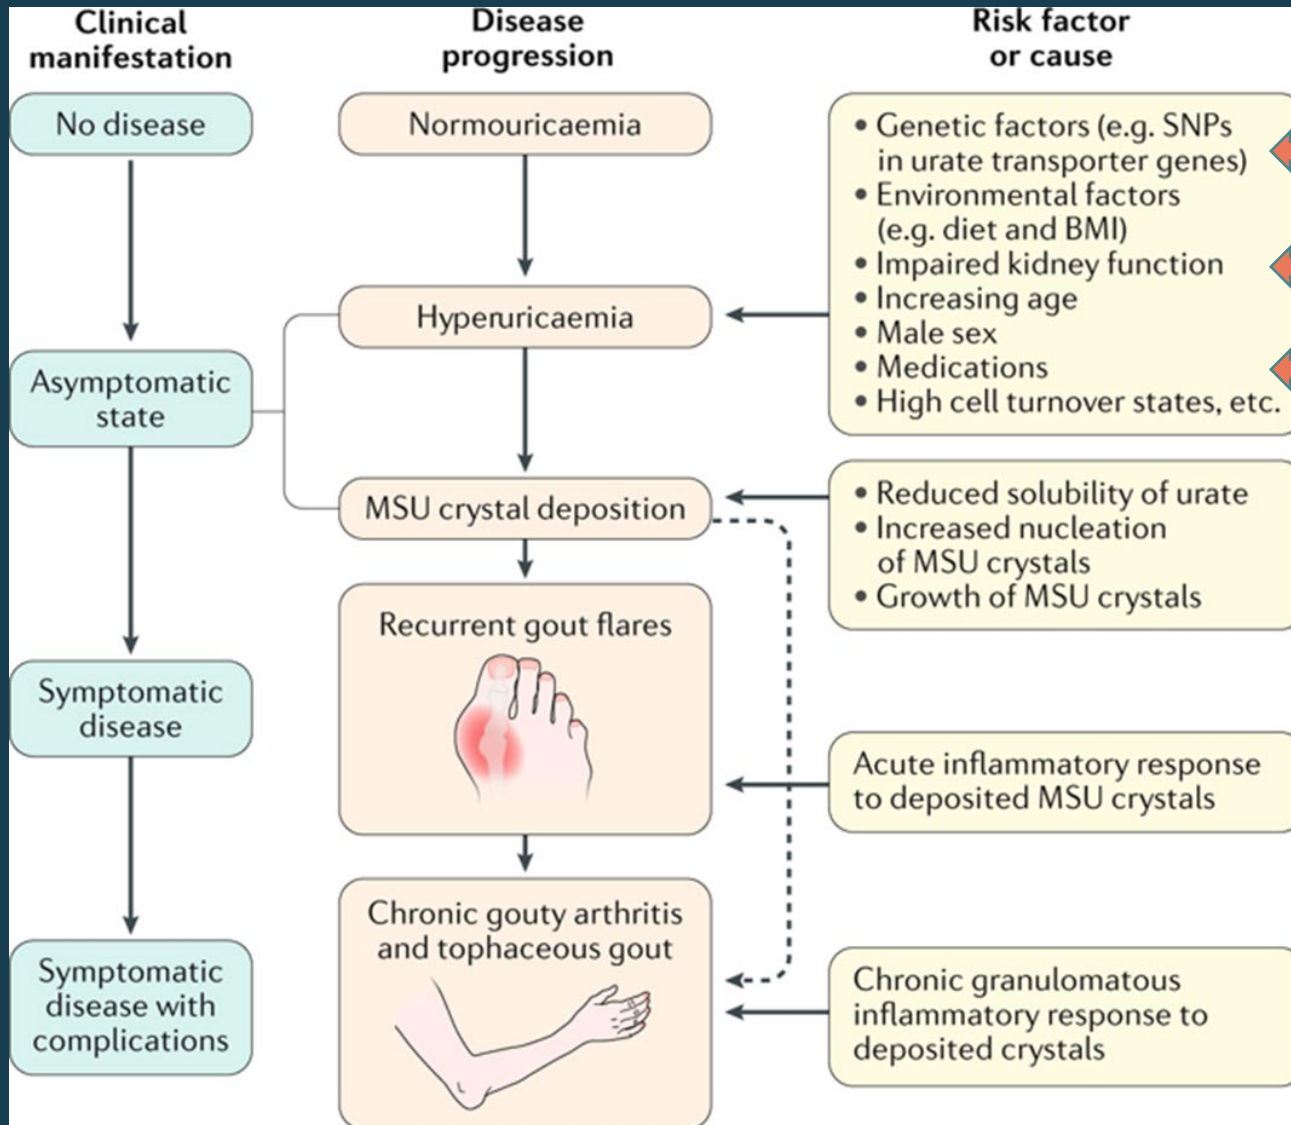 Clinical
manifestation
Disease
progression
Risk factor
or cause
No disease
Normouricaemia
• Genetic factors (e.g. SNPs
in urate transporter genes)
• Environmental factors
(e.g. diet and BMI)
• Impaired kidney function
• Increasing age
• Male sex
• Medications
• High cell turnover states, etc.
Hyperuricaemia
Asymptomatic
state
MSU crystal deposition
• Reduced solubility of urate
• Increased nucleation
of MSU crystals
• Growth of MSU crystals
Recurrent gout flares
Symptomatic
disease
Acute inflammatory response
to deposited MSU crystals
Chronic gouty arthritis
and tophaceous gout
Symptomatic
disease with
complications
Chronic granulomatous
inflammatory response to
deposited crystals